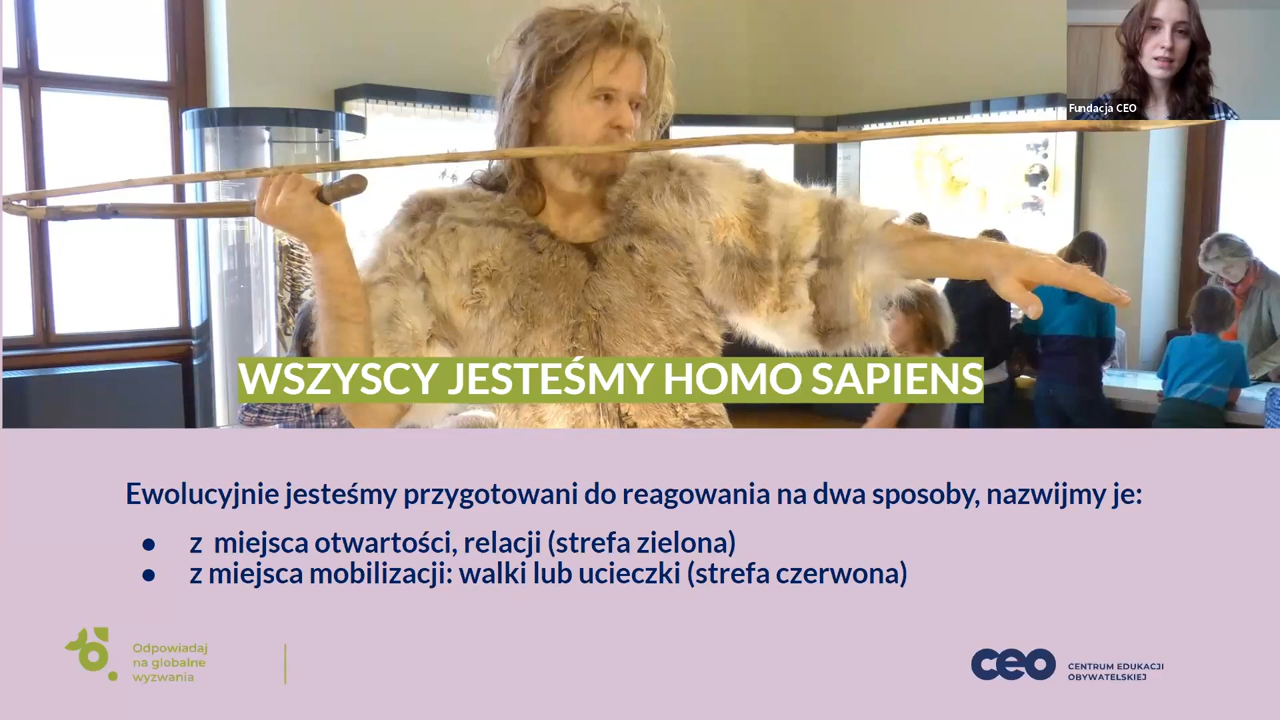 Fundacja CEO
WSZYSCY JESTEŚMY HOMO SAPIENS
Ewolucyjnie jesteśmy przygotowani do reagowania na dwa sposoby, nazwijmy je:
● z miejsca otwartości, relacji (strefa zielona)
● z miejsca mobilizacji: walki lub ucieczki (strefa czerwona)
Odpowiadaj
na globalne
wyzwania
ceo
CENTRUM EDUKACJI
OBYWATELSKIEJ